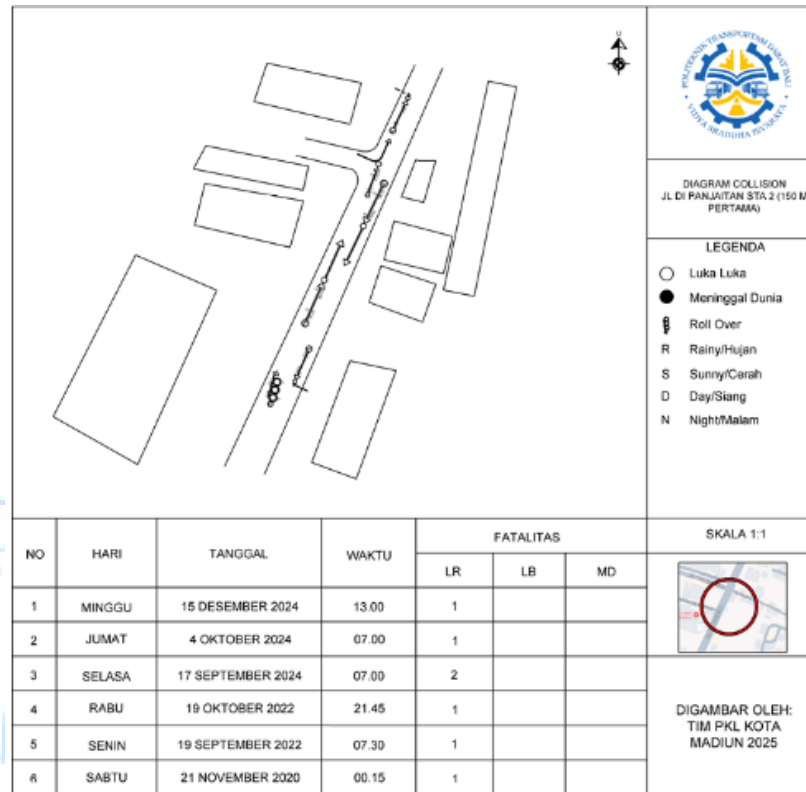 U
POLITEKNIK TRANSPORTASI DARAT BALI
DIAGRAM COLLISION
JL DI PANJAITAN STA 2 (150 M
PERTAMA)
LEGENDA
Luka Luka
Meninggal Dunia
Roll Over
R Rainy/Hujan
S Sunny/Cerah
D Day/Siang
N Night/Malam
NO HARI TANGGAL WAKTU FATALITAS
LR LB MD
1 MINGGU 15 DESEMBER 2024 13.00 1
2 JUMAT 4 OKTOBER 2024 07.00 1
3 SELASA 17 SEPTEMBER 2024 07.00 2
4 RABU 19 OKTOBER 2022 21.45 1
5 SENIN 19 SEPTEMBER 2022 07.30 1
6 SABTU 21 NOVEMBER 2020 00.15 1
SKALA 1:1
DIGAMBAR OLEH:
TIM PKL KOTA
MADIUN 2025